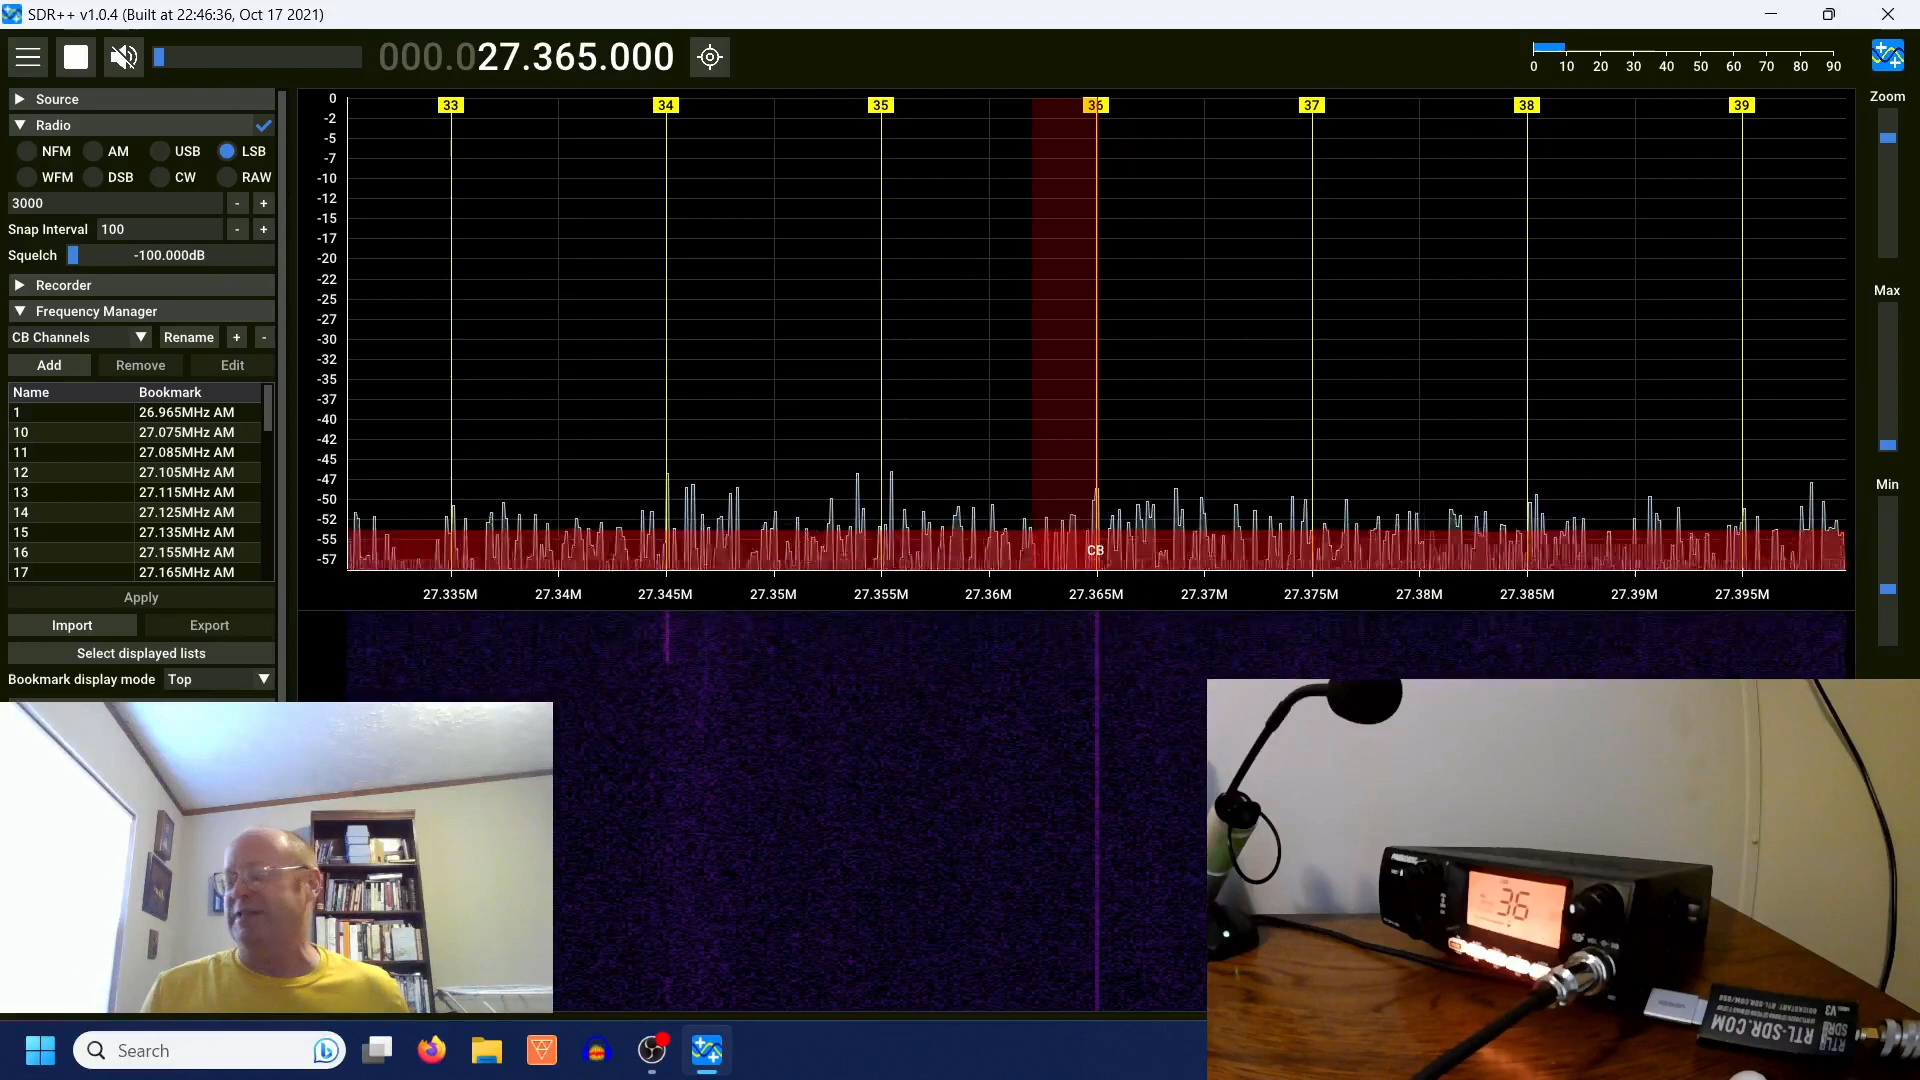 SDR++ v1.0.4 (Built at 22:46:36, Oct 17 2021)
000.027.365.000
0 10 20 30 40 50 60 70 80 90
Source
Radio
NFM AM USB LSB
WFM DSB CW RAW
3000 - +
Snap Interval 100 - +
Squelch -100.000dB
Recorder
Frequency Manager
CB Channels Rename + -
Add Remove Edit
Name Bookmark
1 26.965MHz AM
10 27.075MHz AM
11 27.085MHz AM
12 27.105MHz AM
13 27.115MHz AM
14 27.125MHz AM
15 27.135MHz AM
16 27.155MHz AM
17 27.165MHz AM
Apply
Import Export
Select displayed lists
Bookmark display mode Top
33 34 35 36 37 38 39
0
-2
-5
-7
-10
-12
-15
-17
-20
-22
-25
-27
-30
-32
-35
-37
-40
-42
-45
-47
-50
-52
-55
-57
CB
27.335M 27.34M 27.345M 27.35M 27.355M 27.36M 27.365M 27.37M 27.375M 27.38M 27.385M 27.39M 27.395M
Zoom
Max
Min
36
RTL-SDR.COM
V3
Search